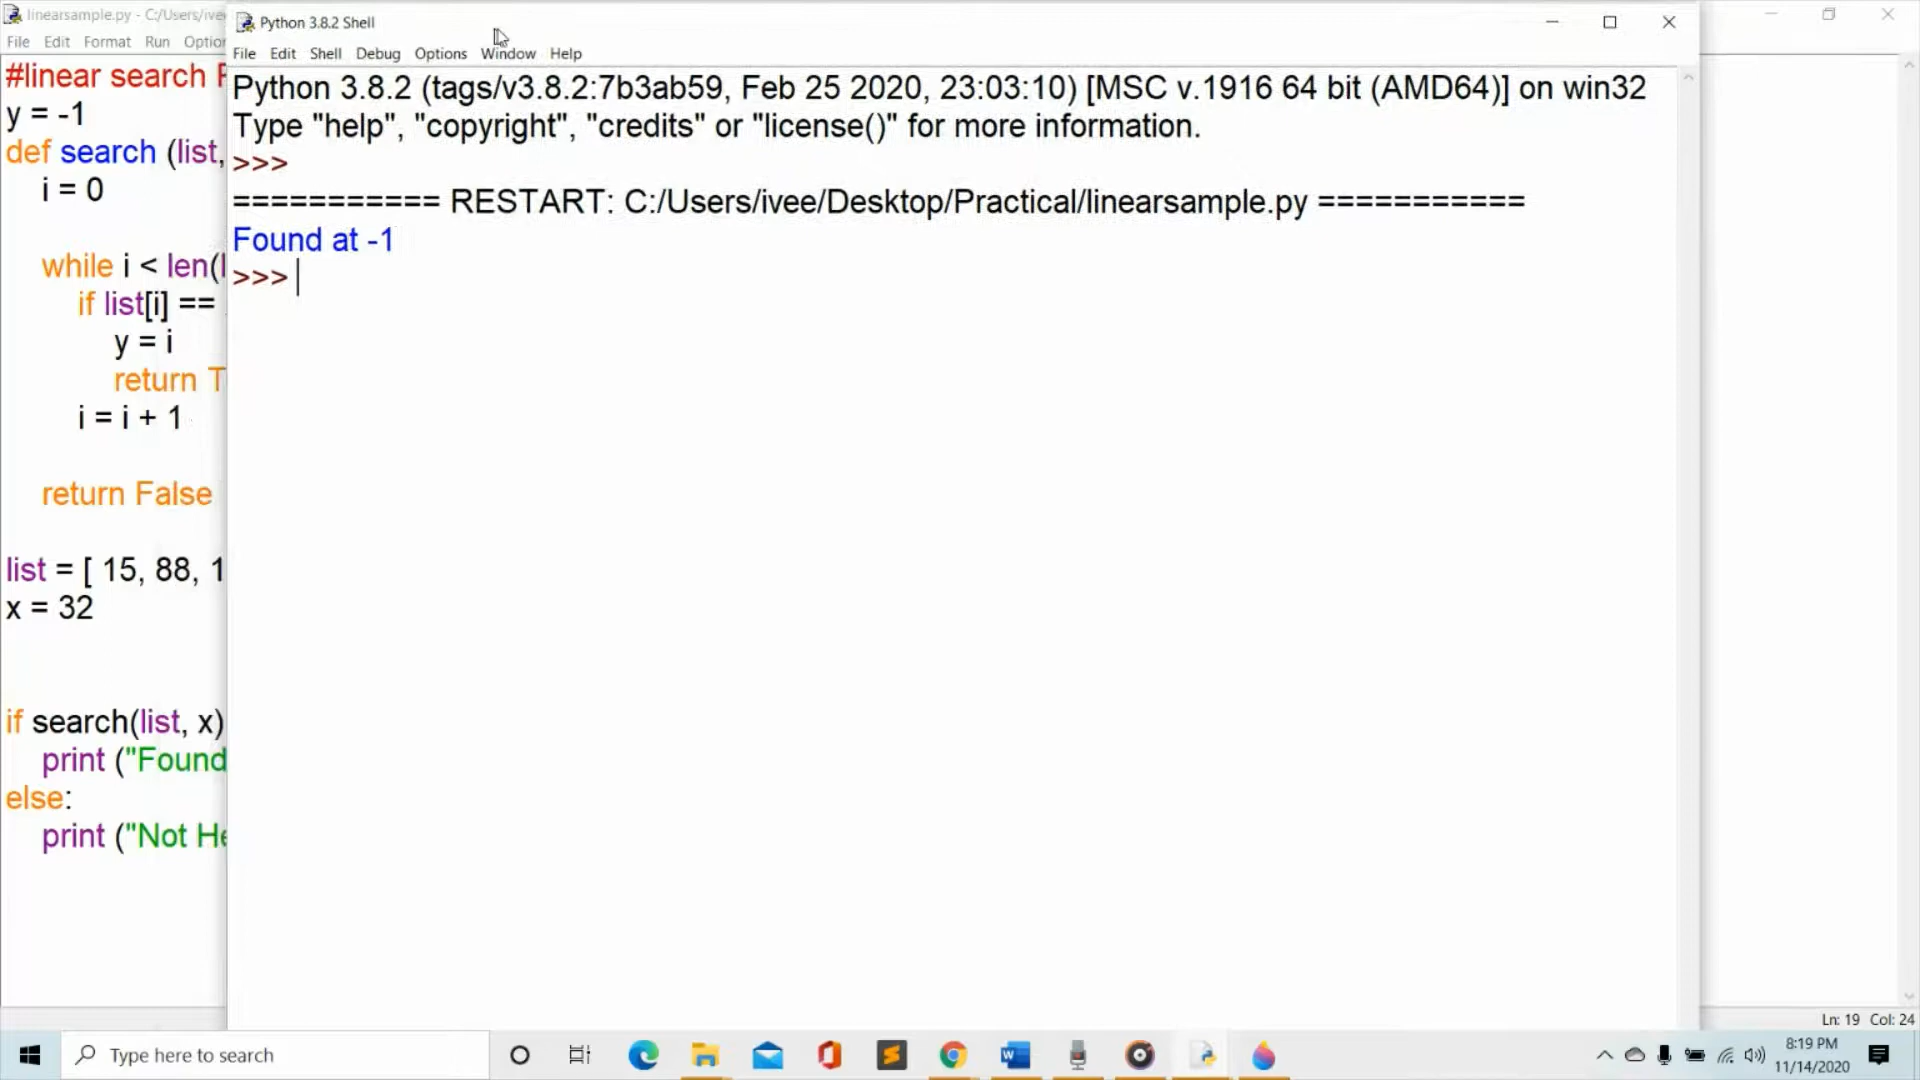 linearsample.py - C:/Users/ivee
File Edit Format Run Option
#linear search
y = -1
def search (list,
i = 0
while i < len(l
if list[i] ==
y = i
return T
i = i + 1
return False
list = [ 15, 88, 1
x = 32
if search(list, x)
print ("Found
else:
print ("Not He
Python 3.8.2 Shell
File Edit Shell Debug Options Window Help
Python 3.8.2 (tags/v3.8.2:7b3ab59, Feb 25 2020, 23:03:10) [MSC v.1916 64 bit (AMD64)] on win32
Type "help", "copyright", "credits" or "license()" for more information.
>>>
=========== RESTART: C:/Users/ivee/Desktop/Practical/linearsample.py ===========
Found at -1
>>>
Ln: 19 Col: 24
Type here to search
8:19 PM
11/14/2020